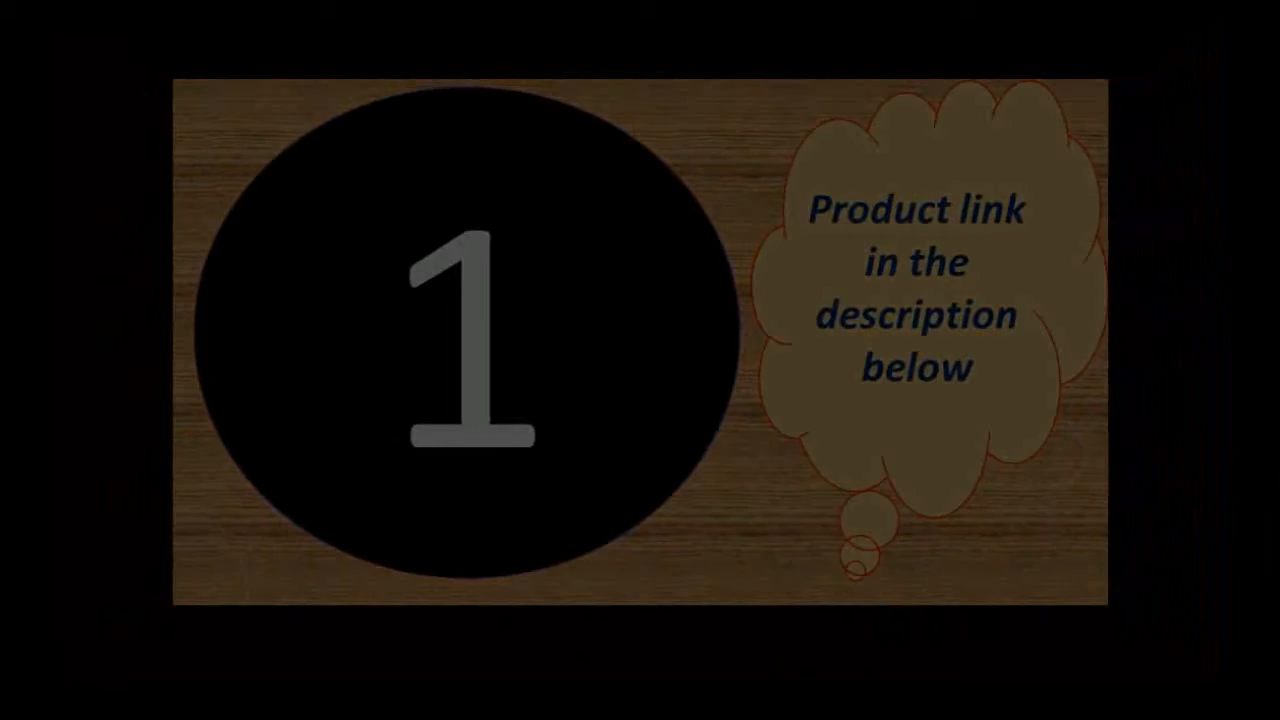 1
Product link
in the
description
below